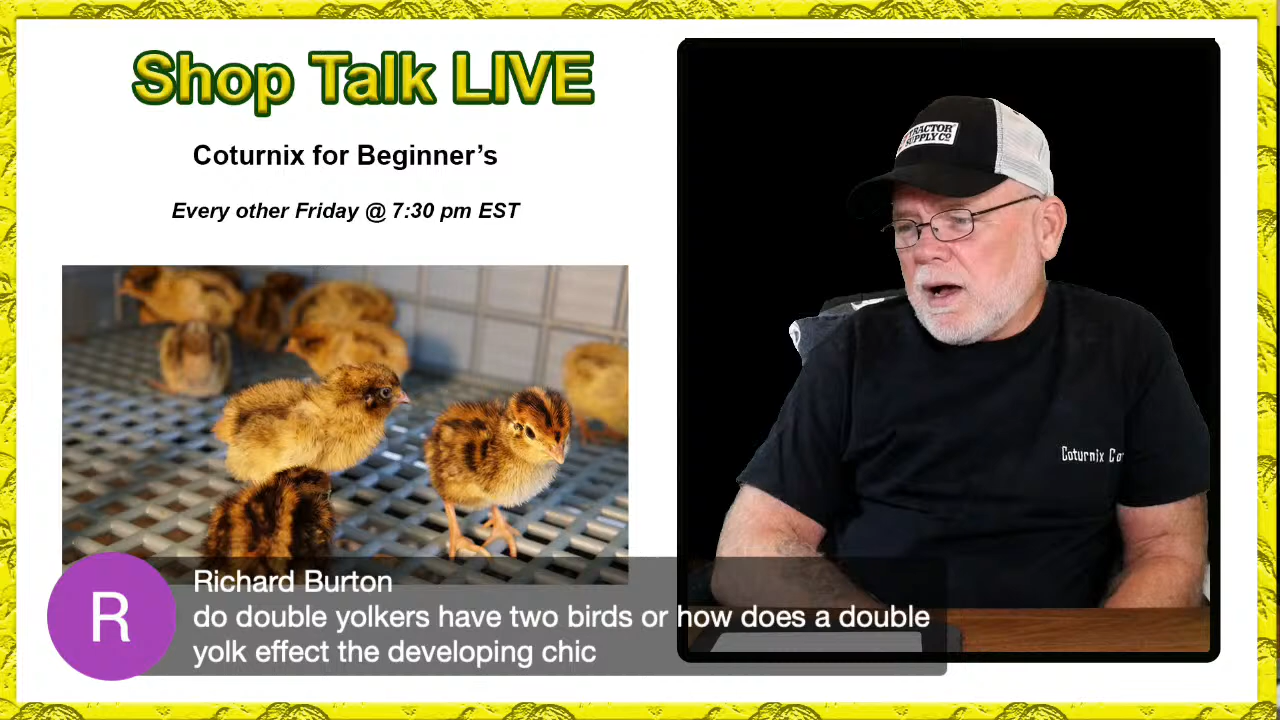 Shop Talk LIVE
Coturnix for Beginner’s
Every other Friday @ 7:30 pm EST
TRACTOR
SUPPLY CO
Coturnix Co
R
Richard Burton
do double yolkers have two birds or how does a double
yolk effect the developing chic